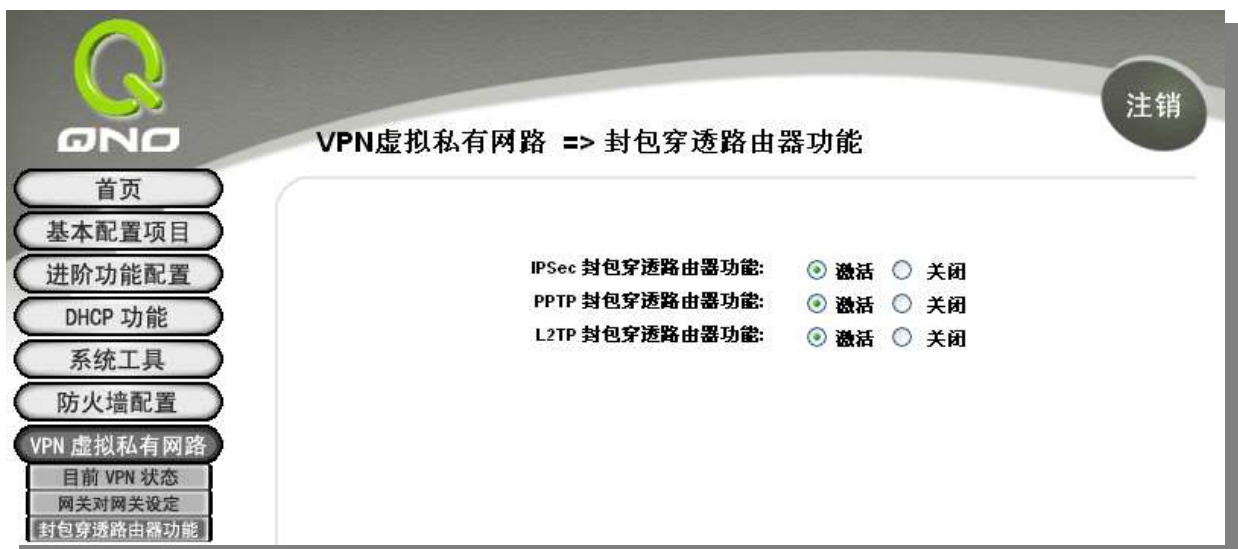 QNO
注销
VPN虚拟私有网路 => 封包穿透路由器功能
首页
基本配置项目
进阶功能配置
DHCP 功能
系统工具
防火墙配置
VPN 虚拟私有网路
目前 VPN 状态
网关对网关设定
封包穿透路由器功能
IPSec 封包穿透路由器功能: 激活 关闭
PPTP 封包穿透路由器功能: 激活 关闭
L2TP 封包穿透路由器功能: 激活 关闭